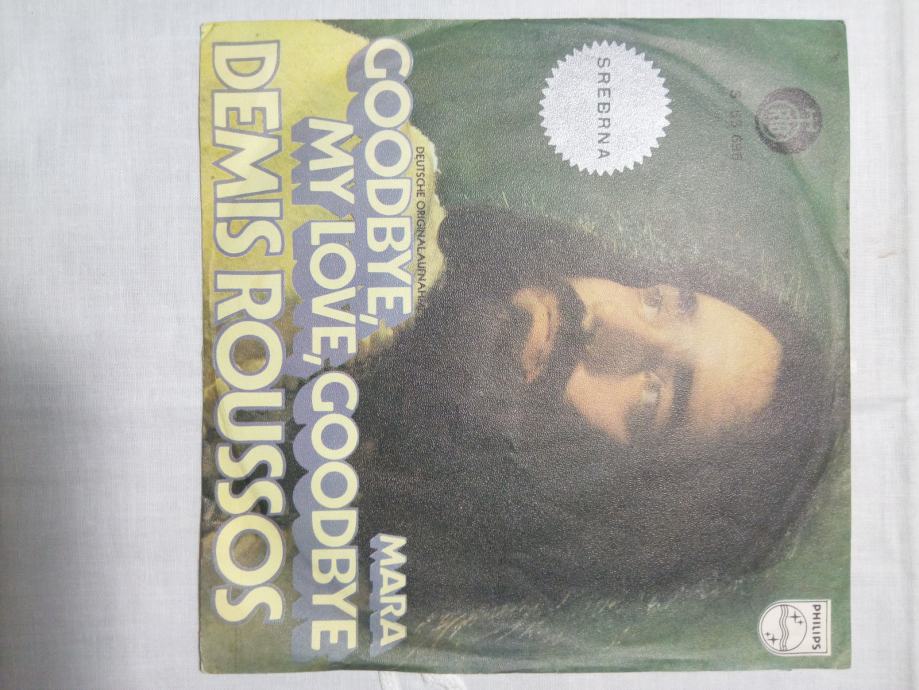 DEMIS ROUSSOS
GOODBYE,
MY LOVE, GOODBYE
DEUTSCHE ORIGINALAUFNAHME
MARA
SREBRNA
PHILIPS